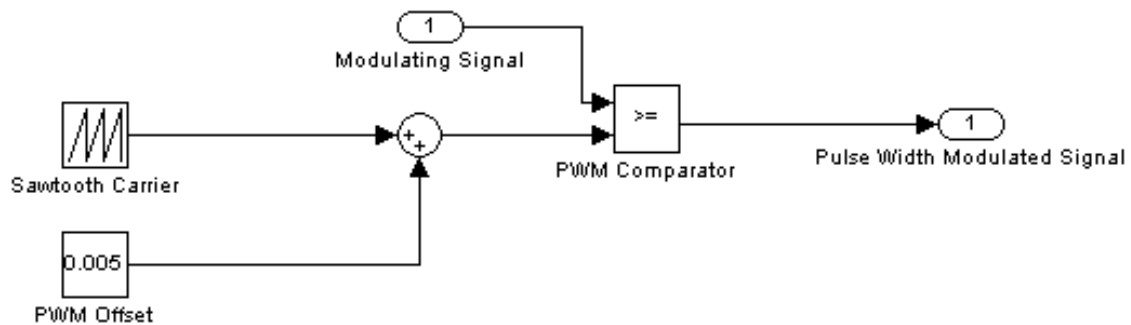 1
Modulating Signal
>=
PWM Comparator
1
Pulse Width Modulated Signal
+
+
Sawtooth Carrier
0.005
PWM Offset